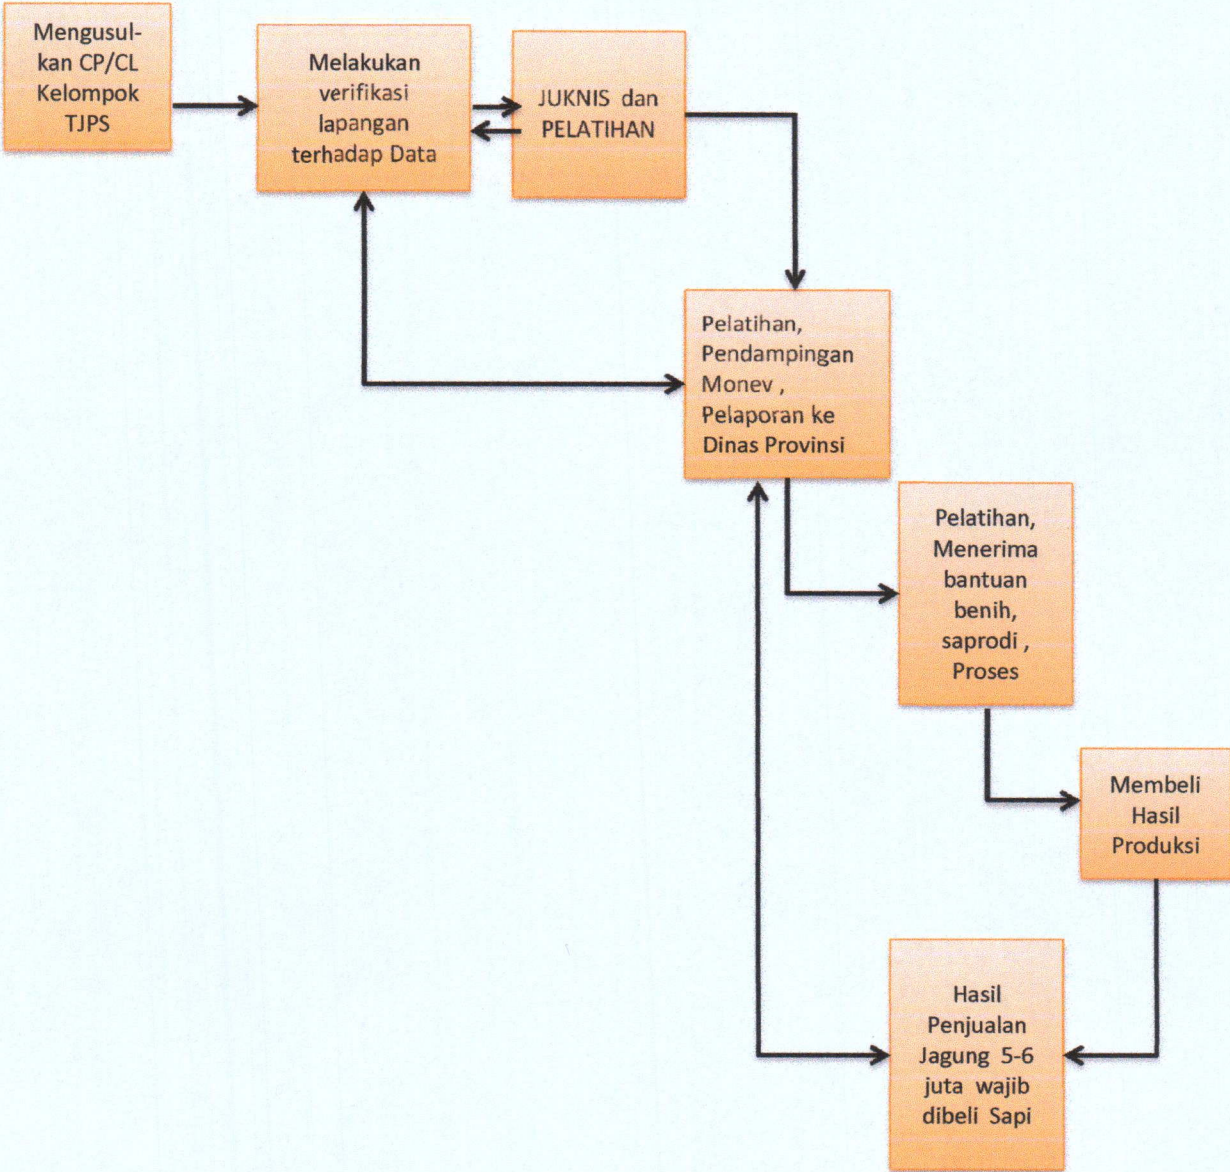 Mengusul-
kan CP/CL
Kelompok
TJPS
Melakukan
verifikasi
lapangan
terhadap Data
JUKNIS dan
PELATIHAN
Pelatihan,
Pendampingan
Monev ,
Pelaporan ke
Dinas Provinsi
Pelatihan,
Menerima
bantuan
benih,
saprodi ,
Proses
Membeli
Hasil
Produksi
Hasil
Penjualan
Jagung 5-6
juta wajib
dibeli Sapi